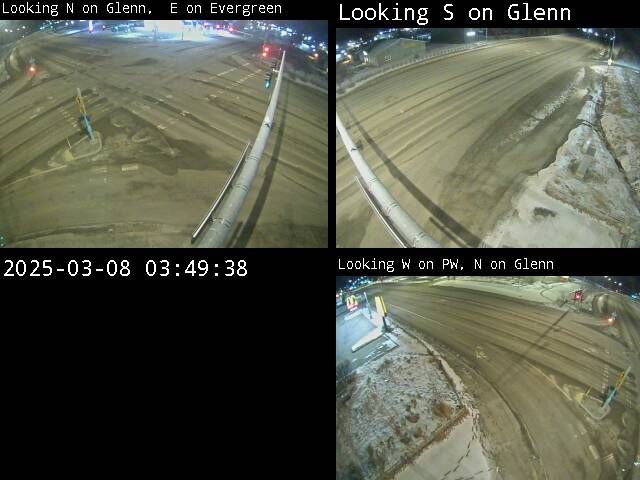 Looking N on Glenn, E on Evergreen
Looking S on Glenn
2025-03-08 03:49:38
Looking W on PW, N on Glenn